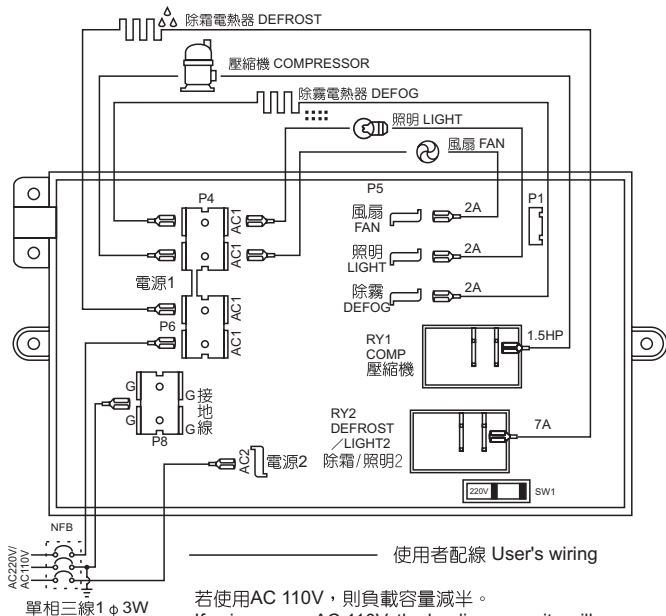 除霜電熱器 DEFROST
壓縮機 COMPRESSOR
除霧電熱器 DEFOG
照明 LIGHT
風扇 FAN
P4
P5
P1
AC1
AC1
風扇
FAN
2A
照明
LIGHT
2A
電源1
除霧
DEFOG
2A
AC1
P6
AC1
RY1
COMP
壓縮機
1.5HP
G
G
接地線
G
G
P8
RY2
DEFROST
/LIGHT2
除霜/照明2
7A
AC2
電源2
220V
SW1
NFB
AC220V/
AC110V
使用者配線 User's wiring
單相三線1 φ 3W
若使用AC 110V,則負載容量減半。